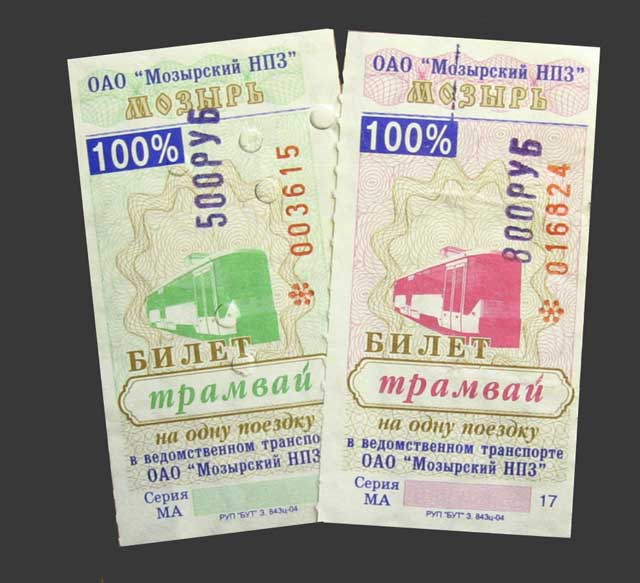 ОАО “Мозырский НПЗ”
МОЗЫРЬ
100%
500РУБ
003615
БИЛЕТ
трамвай
на одну поездку
в ведомственном транспо
ОАО “Мозырский НПЗ
Серия
МА
РУП "БУТ" З. 843ц-04
ОАО “Мозырский НПЗ”
МОЗЫРЬ
100%
800РУБ
016824
БИЛЕТ
трамвай
на одну поездку
в ведомственном транспорте
ОАО “Мозырский НПЗ”
Серия
МА
17
РУП "БУТ" З. 843ц-04